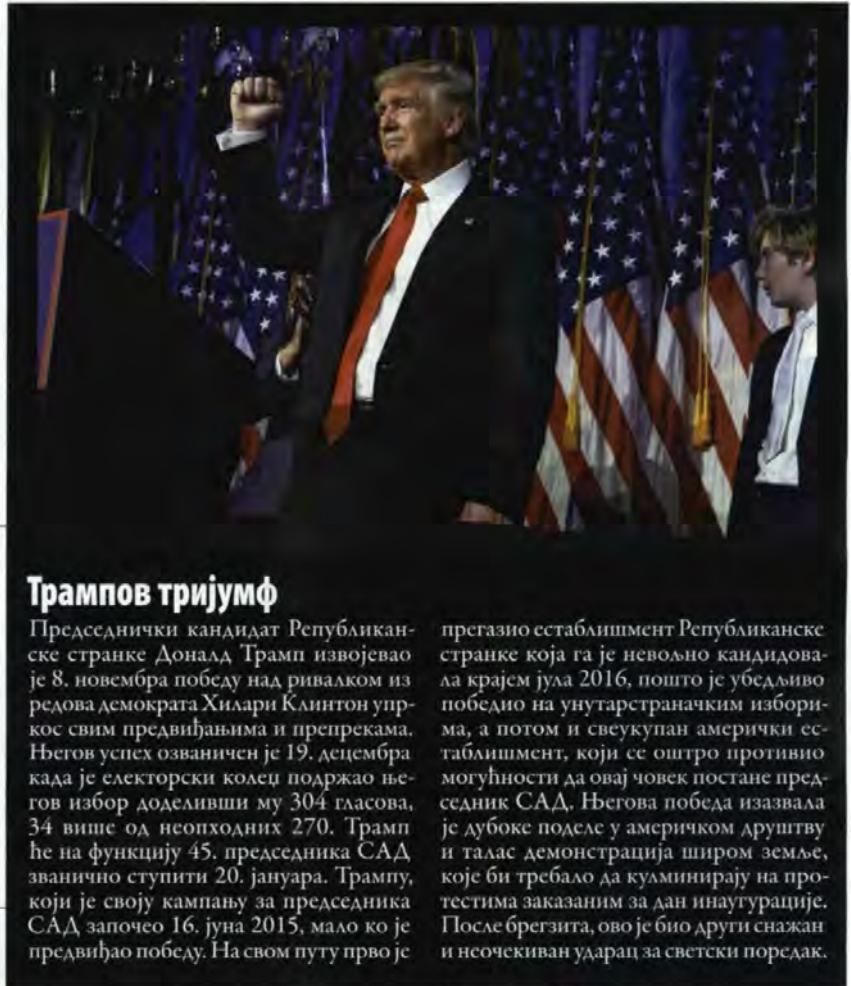 Трампов тријумф
Председнички кандидат Републикан-
ске странке Доналд Трамп извојевао
је 8. новембра победу над ривалком из
редова демократа Хилари Клинтон упр-
кос свим предвиђањима и препрекама.
Његов успех озваничен је 19. децембра
када је електорски колеџ подржао ње-
гов избор доделивши му 304 гласова,
34 више од неопходних 270. Трамп
ће на функцију 45. председника САД
званично ступити 20. јануара. Трампу,
који је своју кампању за председника
САД започео 16. јуна 2015, мало ко је
предвиђао победу. На свом путу прво је
прегазио естаблишмент Републиканске
странке која га је невољно кандидова-
ла крајем јула 2016, пошто је убедљиво
победио на унутарстраначким избори-
ма, а потом и свеукупан амерички ес-
таблишмент, који се оштро противио
могућности да овај човек постане пред-
седник САД. Његова победа изазвала
је дубоке поделе у америчком друштву
и талас демонстрација широм земље,
које би требало да кулминирају на про-
тестима заказаним за дан инаугурације.
После брегзита, ово је био други снажан
и неочекиван ударац за светски поредак.